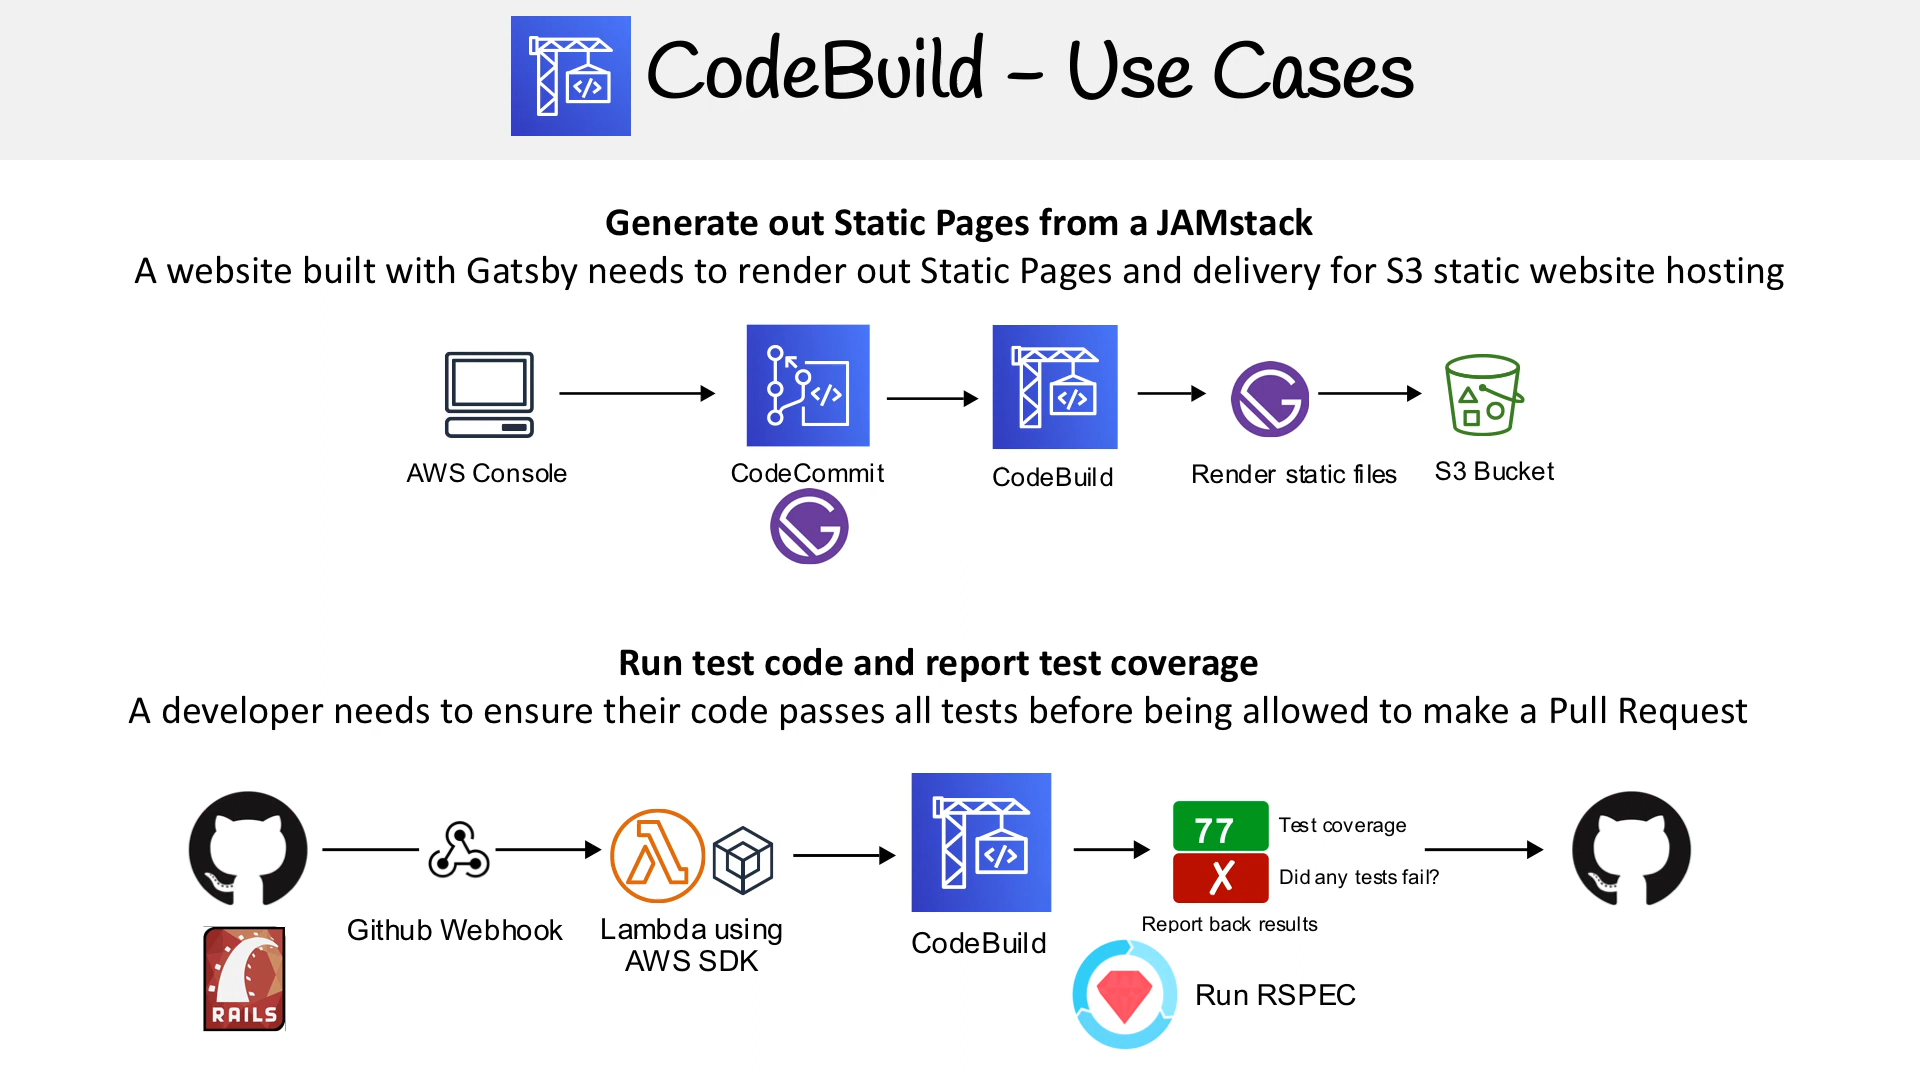 CodeBuild – Use Cases
Generate out Static Pages from a JAMstack
A website built with Gatsby needs to render out Static Pages and delivery for S3 static website hosting
</>
</>
</>
AWS Console
CodeCommit
CodeBuild
Render static files
S3 Bucket
Run test code and report test coverage
A developer needs to ensure their code passes all tests before being allowed to make a Pull Request
</>
77
Test coverage
X
Did any tests fail?
Report back results
Github Webhook
Lambda using
AWS SDK
CodeBuild
RAILS
Run RSPEC